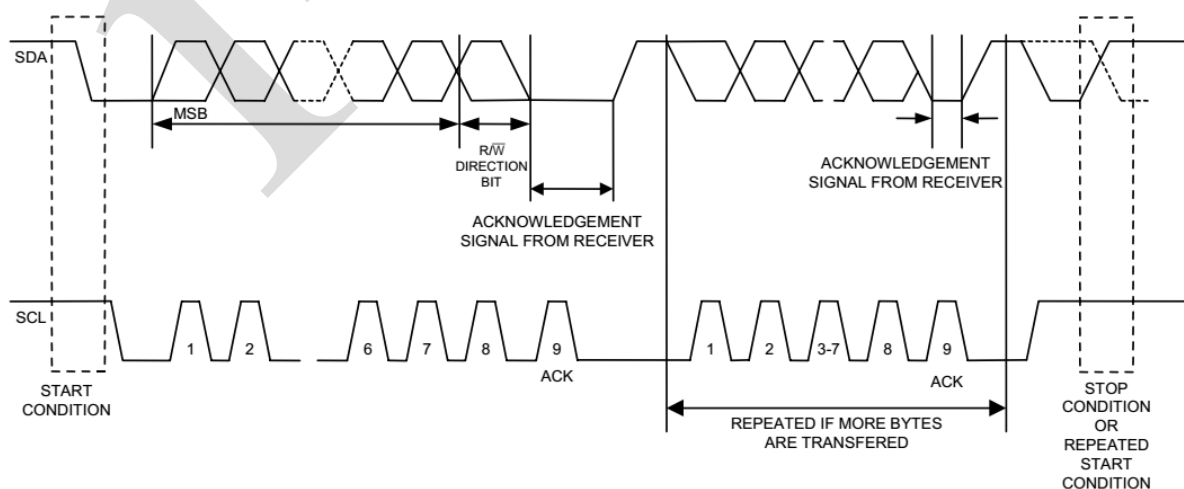 SDA
MSB
R/W̅
DIRECTION
BIT
ACKNOWLEDGEMENT
SIGNAL FROM RECEIVER
ACKNOWLEDGEMENT
SIGNAL FROM RECEIVER
SCL
1
2
6
7
8
9
1
2
3-7
8
9
ACK
ACK
START
CONDITION
REPEATED IF MORE BYTES
ARE TRANSFERED
STOP
CONDITION
OR
REPEATED
START
CONDITION